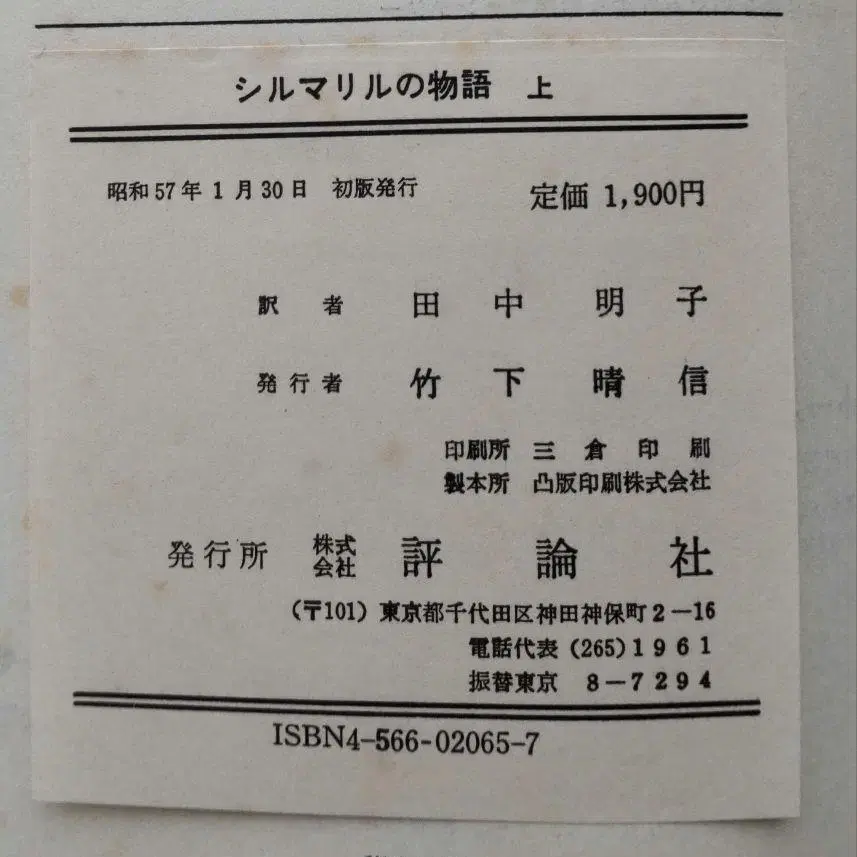 シルマリルの物語 上
昭和57年1月30日 初版発行 定価 1,900円
訳者 田中明子
発行者 竹下晴信
印刷所 三倉印刷
製本所 凸版印刷株式会社
発行所 株式会社 評論社
(〒101) 東京都千代田区神田神保町2―16
電話代表 (265)1961
振替東京 8―7294
ISBN4-566-02065-7